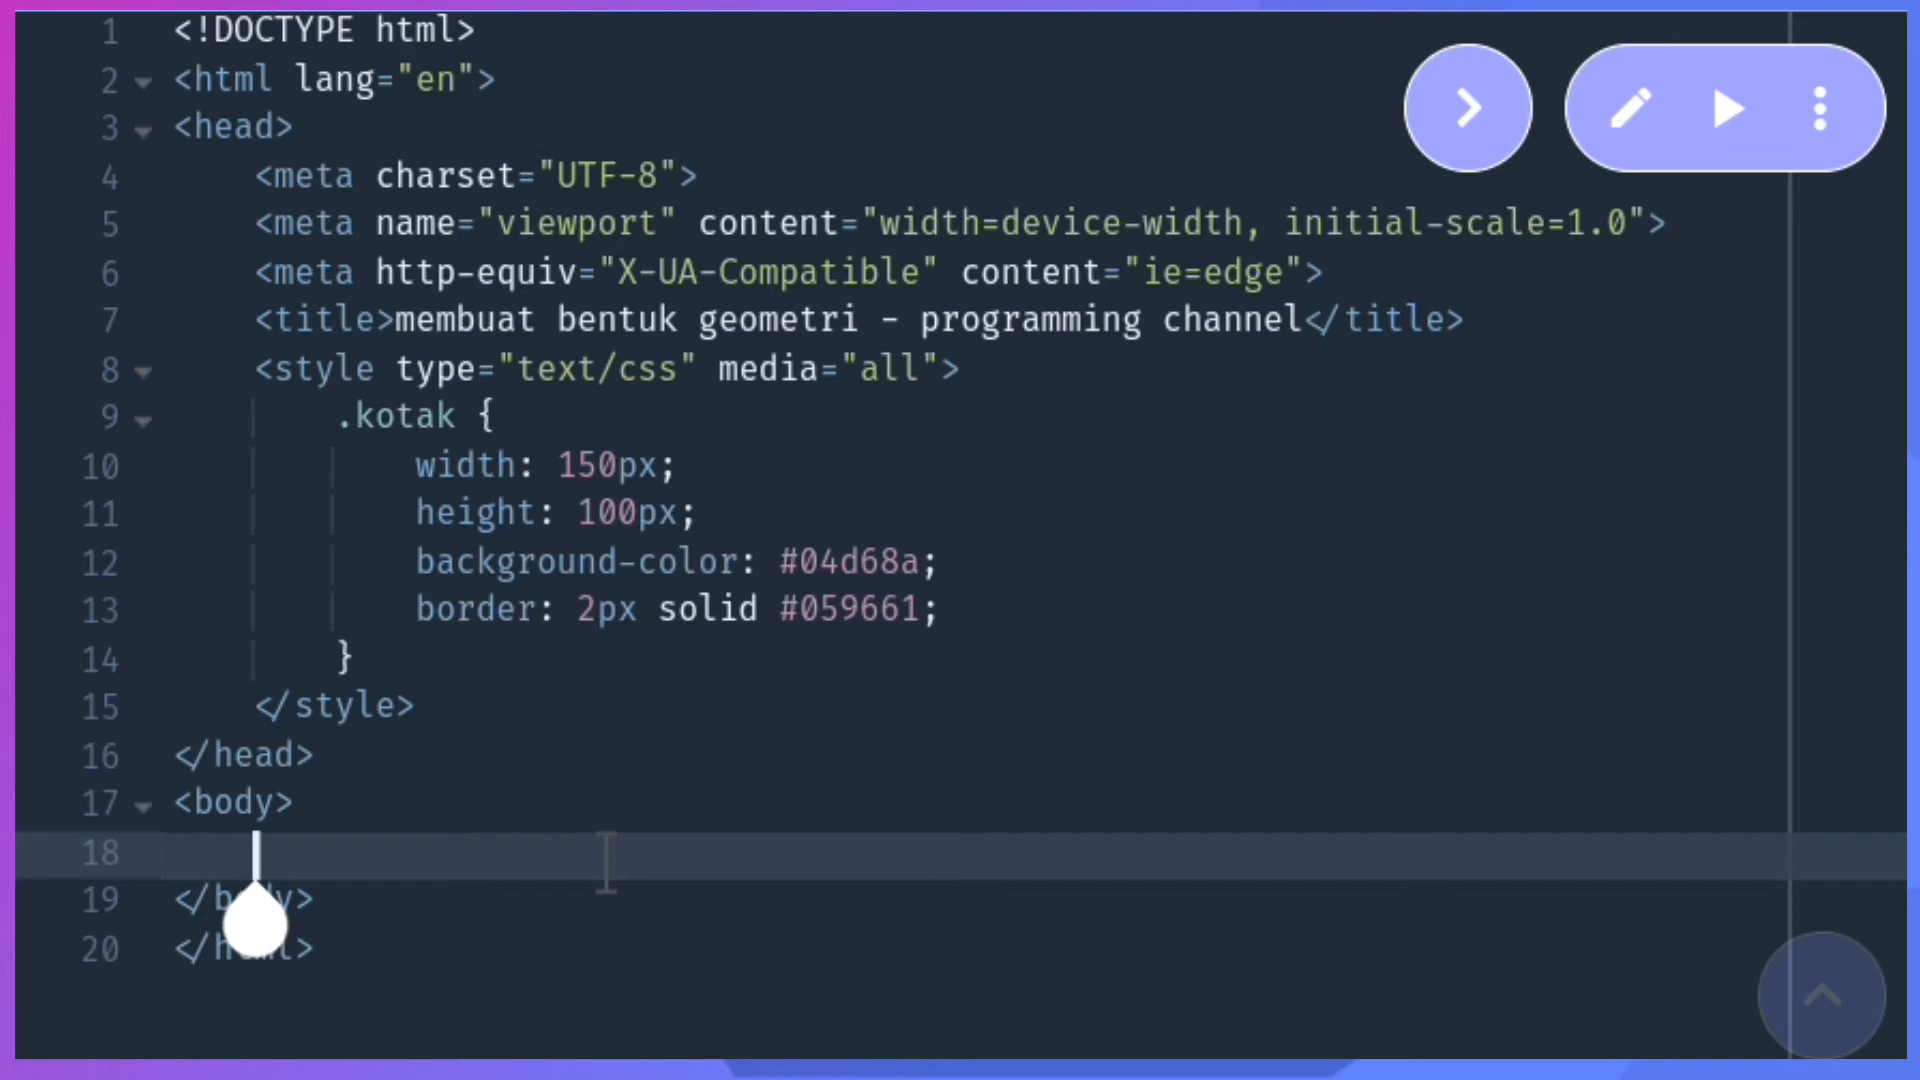 1 <!DOCTYPE html>
2 <html lang="en">
3 <head>
4 <meta charset="UTF-8">
5 <meta name="viewport" content="width=device-width, initial-scale=1.0">
6 <meta http-equiv="X-UA-Compatible" content="ie=edge">
7 <title>membuat bentuk geometri - programming channel</title>
8 <style type="text/css" media="all">
9 .kotak {
10 width: 150px;
11 height: 100px;
12 background-color: #04d68a;
13 border: 2px solid #059661;
14 }
15 </style>
16 </head>
17 <body>
18
19 </body>
20 </html>